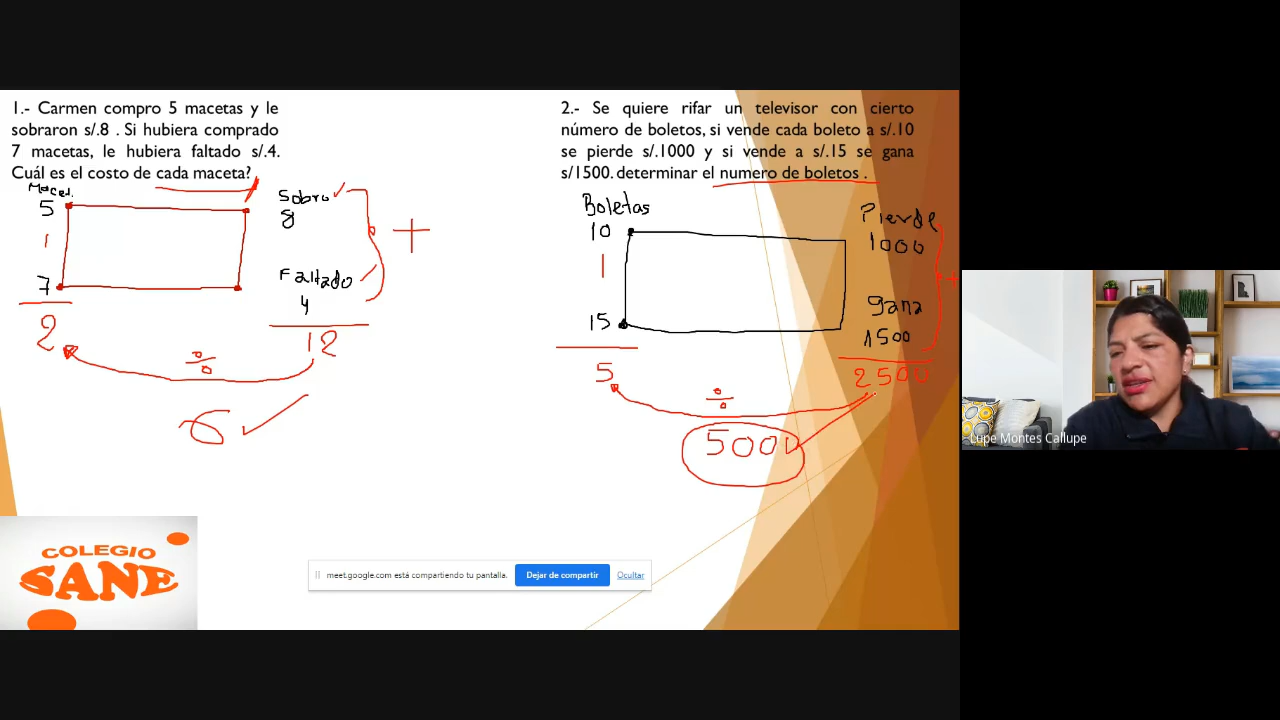 1.- Carmen compro 5 macetas y le
sobraron s/.8 . Si hubiera comprado
7 macetas, le hubiera faltado s/.4.
Cuál es el costo de cada maceta?
Maced.
5
1
7
2
Sobro
8
Faltado
4
12
+
÷
6
2.- Se quiere rifar un televisor con cierto
número de boletos, si vende cada boleto a s/.10
se pierde s/.1000 y si vende a s/.15 se gana
s/1500. determinar el numero de boletos .
Boletas
10
1
15
5
Pierde
1000
gana
1500
2500
+
÷
500
COLEGIO
SANE
meet.google.com está compartiendo tu pantalla.
Dejar de compartir
Ocultar
Lupe Montes Callupe